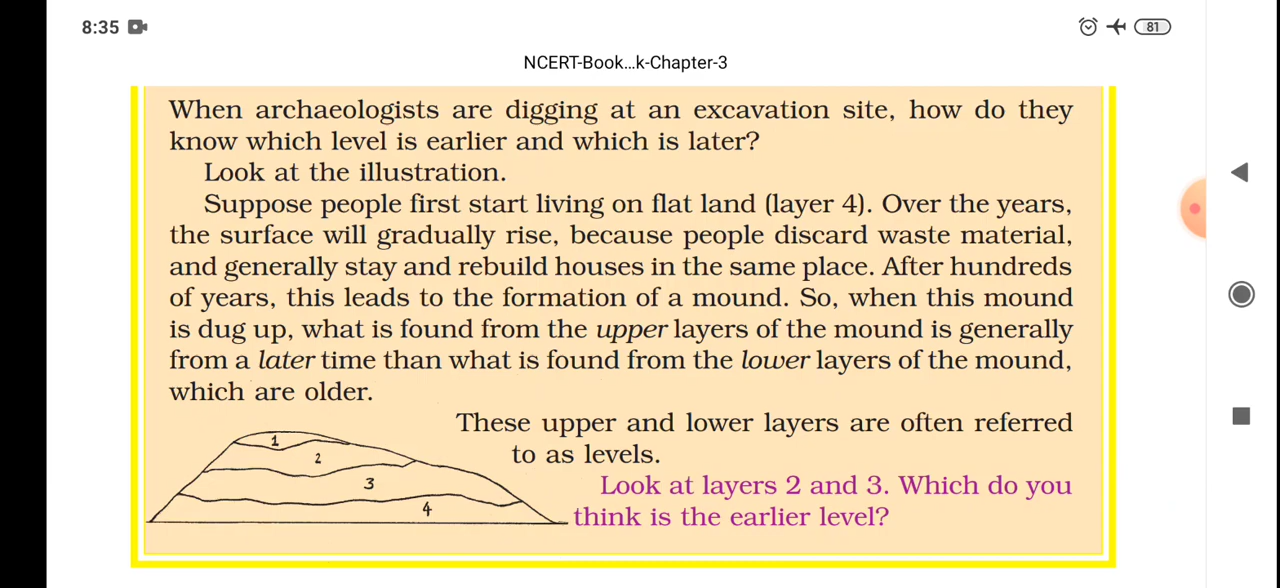 8:35
81
NCERT-Book...k-Chapter-3
When archaeologists are digging at an excavation site, how do they
know which level is earlier and which is later?
Look at the illustration.
Suppose people first start living on flat land (layer 4). Over the years,
the surface will gradually rise, because people discard waste material,
and generally stay and rebuild houses in the same place. After hundreds
of years, this leads to the formation of a mound. So, when this mound
is dug up, what is found from the upper layers of the mound is generally
from a later time than what is found from the lower layers of the mound,
which are older.
These upper and lower layers are often referred
to as levels.
Look at layers 2 and 3. Which do you
think is the earlier level?
1
2
3
4